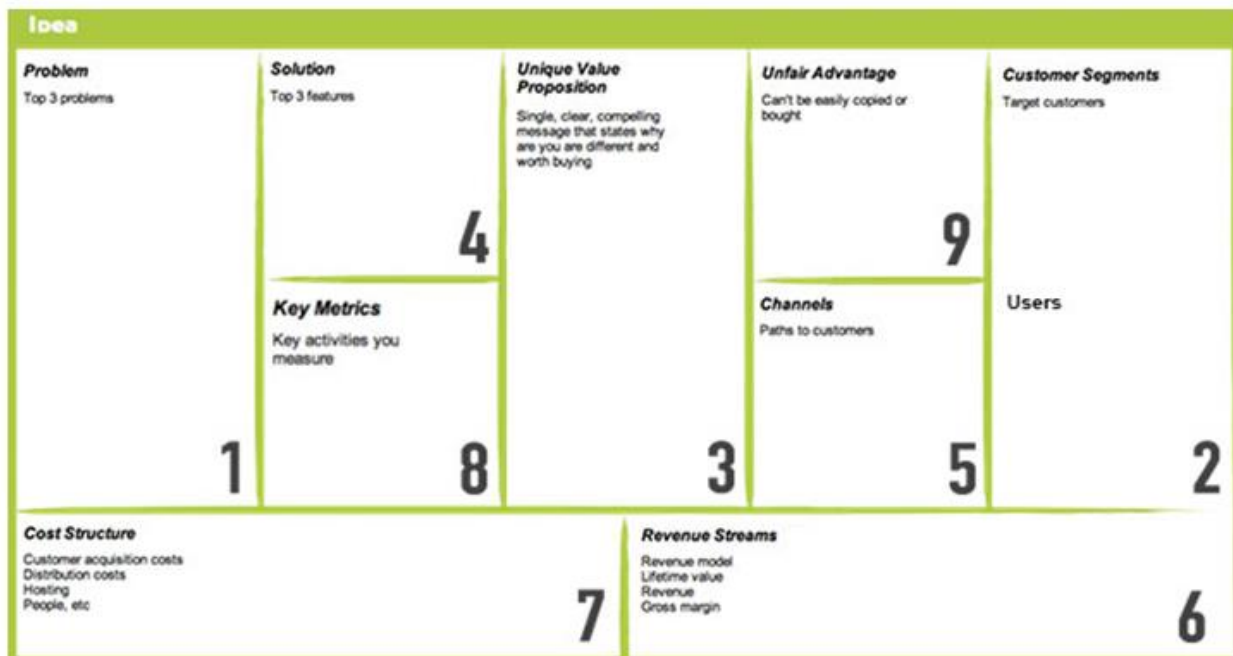 Idea
Problem
Top 3 problems
1
Solution
Top 3 features
4
Key Metrics
Key activities you
measure
8
Unique Value
Proposition
Single, clear, compelling
message that states why
are you are different and
worth buying
3
Unfair Advantage
Can't be easily copied or
bought
9
Channels
Paths to customers
5
Customer Segments
Target customers
Users
2
Cost Structure
Customer acquisition costs
Distribution costs
Hosting
People, etc
7
Revenue Streams
Revenue model
Lifetime value
Revenue
Gross margin
6